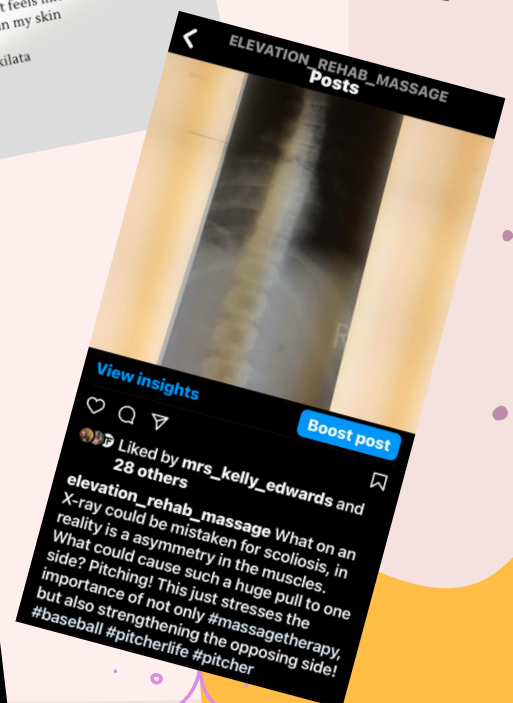 t feels
n my skin
kilata
ELEVATION_REHAB_MASSAGE
Posts
R
View insights
Boost post
Liked by mrs_kelly_edwards and
28 others
elevation_rehab_massage What on an
X-ray could be mistaken for scoliosis, in
reality is a asymmetry in the muscles.
What could cause such a huge pull to one
side? Pitching! This just stresses the
importance of not only #massagetherapy,
but also strengthening the opposing side!
#baseball #pitcherlife #pitcher